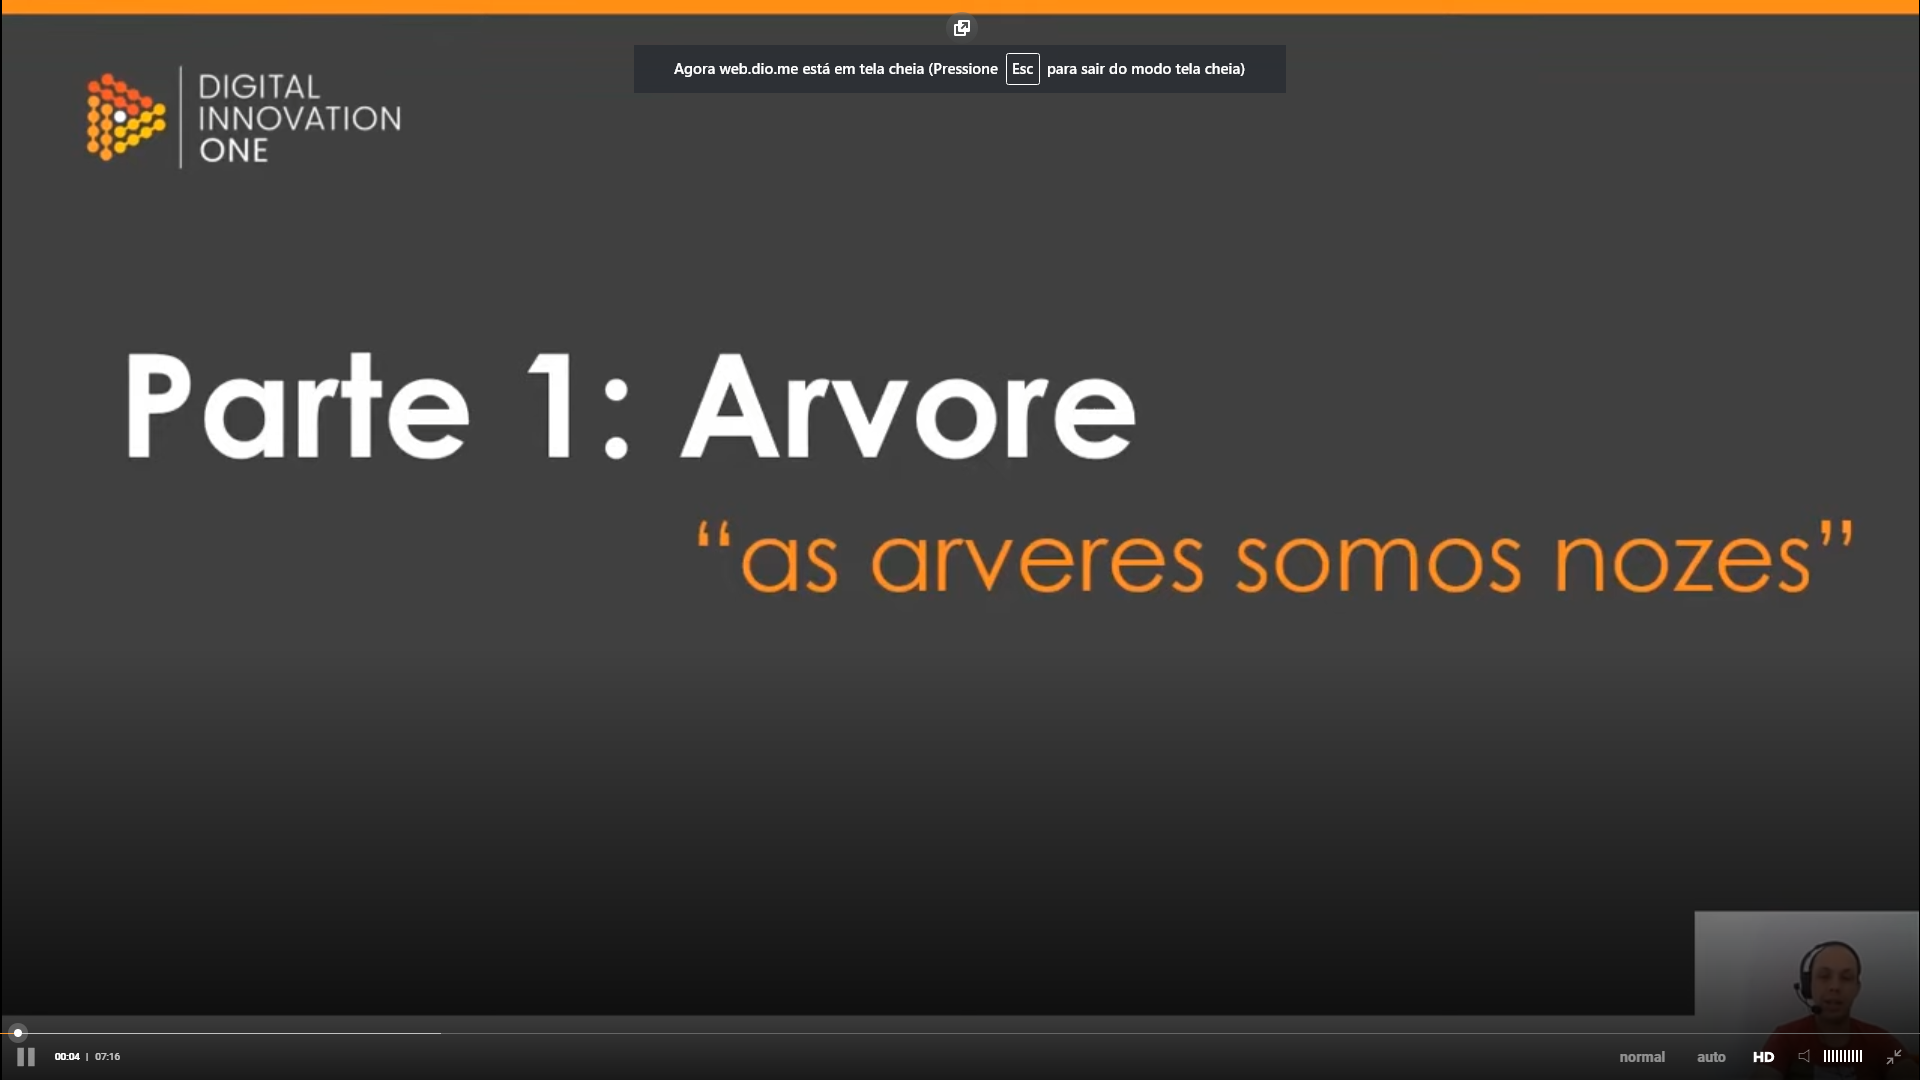 Agora web.dio.me está em tela cheia (Pressione Esc para sair do modo tela cheia)
DIGITAL
INNOVATION
ONE
Parte 1: Arvore
“as arveres somos nozes”
00:04 | 07:16
normal auto HD